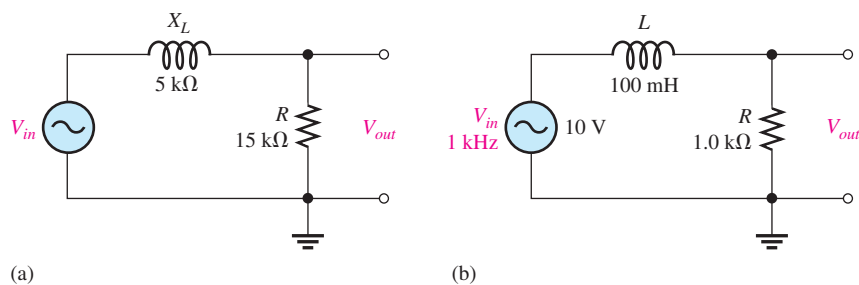 X_L
5 kΩ
V_in
R
15 kΩ
V_out
(a)
L
100 mH
V_in
1 kHz
10 V
R
1.0 kΩ
V_out
(b)